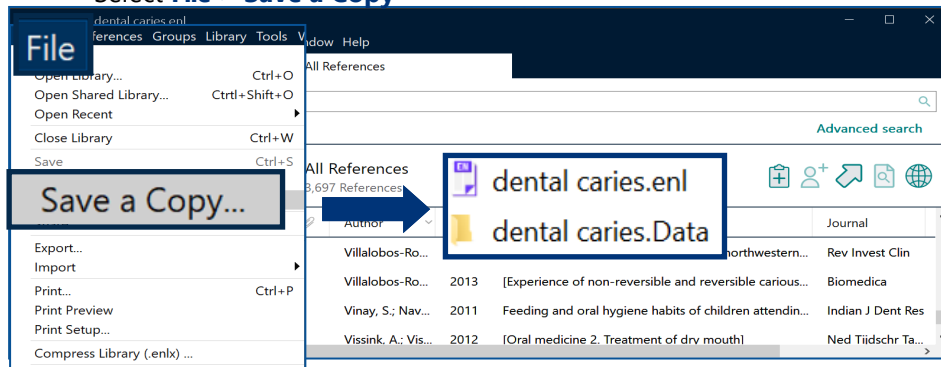 Select File – Save a Copy
dental caries.enl
File
ferences Groups Library Tools
ndow Help
All References
Open Library... Ctrl+O
Open Shared Library... Ctrtl+Shift+O
Open Recent
Close Library Ctrl+W
Save Ctrl+S
Save a Copy...
Export...
Import
Print... Ctrl+P
Print Preview
Print Setup...
Compress Library (.enlx) ...
Advanced search
All References
3,697 References
dental caries.enl
dental caries.Data
Author Journal
Villalobos-Ro... northwestern... Rev Invest Clin
Villalobos-Ro... 2013 [Experience of non-reversible and reversible carious... Biomedica
Vinay, S.; Nav... 2011 Feeding and oral hygiene habits of children attendin... Indian J Dent Res
Vissink, A.; Vis... 2012 [Oral medicine 2. Treatment of dry mouth] Ned Tijdschr Ta...